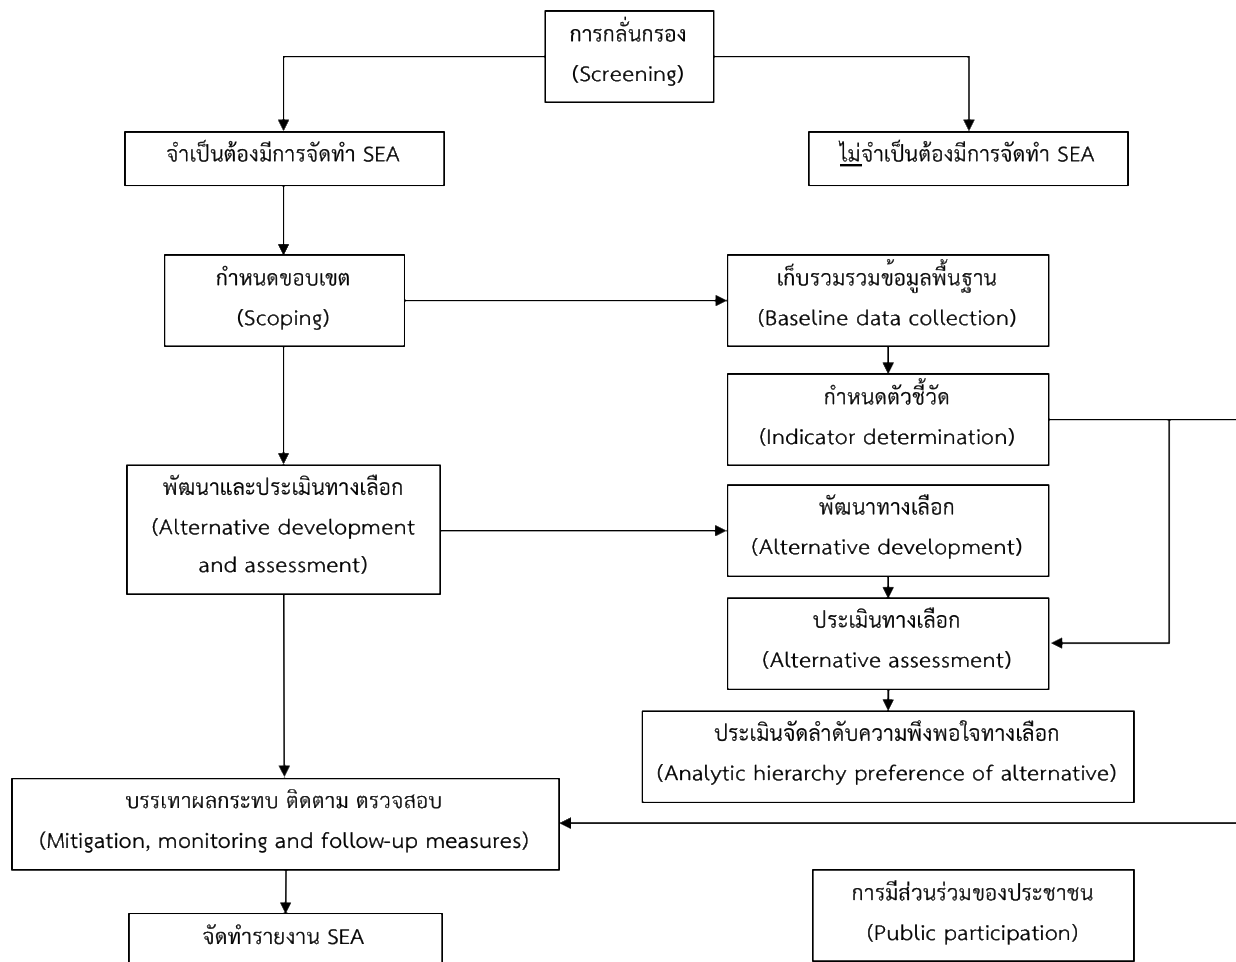 การกลั่นกรอง
(Screening)
จำเป็นต้องมีการจัดทำ SEA
ไม่จำเป็นต้องมีการจัดทำ SEA
กำหนดขอบเขต
(Scoping)
เก็บรวมรวมข้อมูลพื้นฐาน
(Baseline data collection)
กำหนดตัวชี้วัด
(Indicator determination)
พัฒนาและประเมินทางเลือก
(Alternative development
and assessment)
พัฒนาทางเลือก
(Alternative development)
ประเมินทางเลือก
(Alternative assessment)
ประเมินจัดลำดับความพึงพอใจทางเลือก
(Analytic hierarchy preference of alternative)
บรรเทาผลกระทบ ติดตาม ตรวจสอบ
(Mitigation, monitoring and follow-up measures)
จัดทำรายงาน SEA
การมีส่วนร่วมของประชาชน
(Public participation)